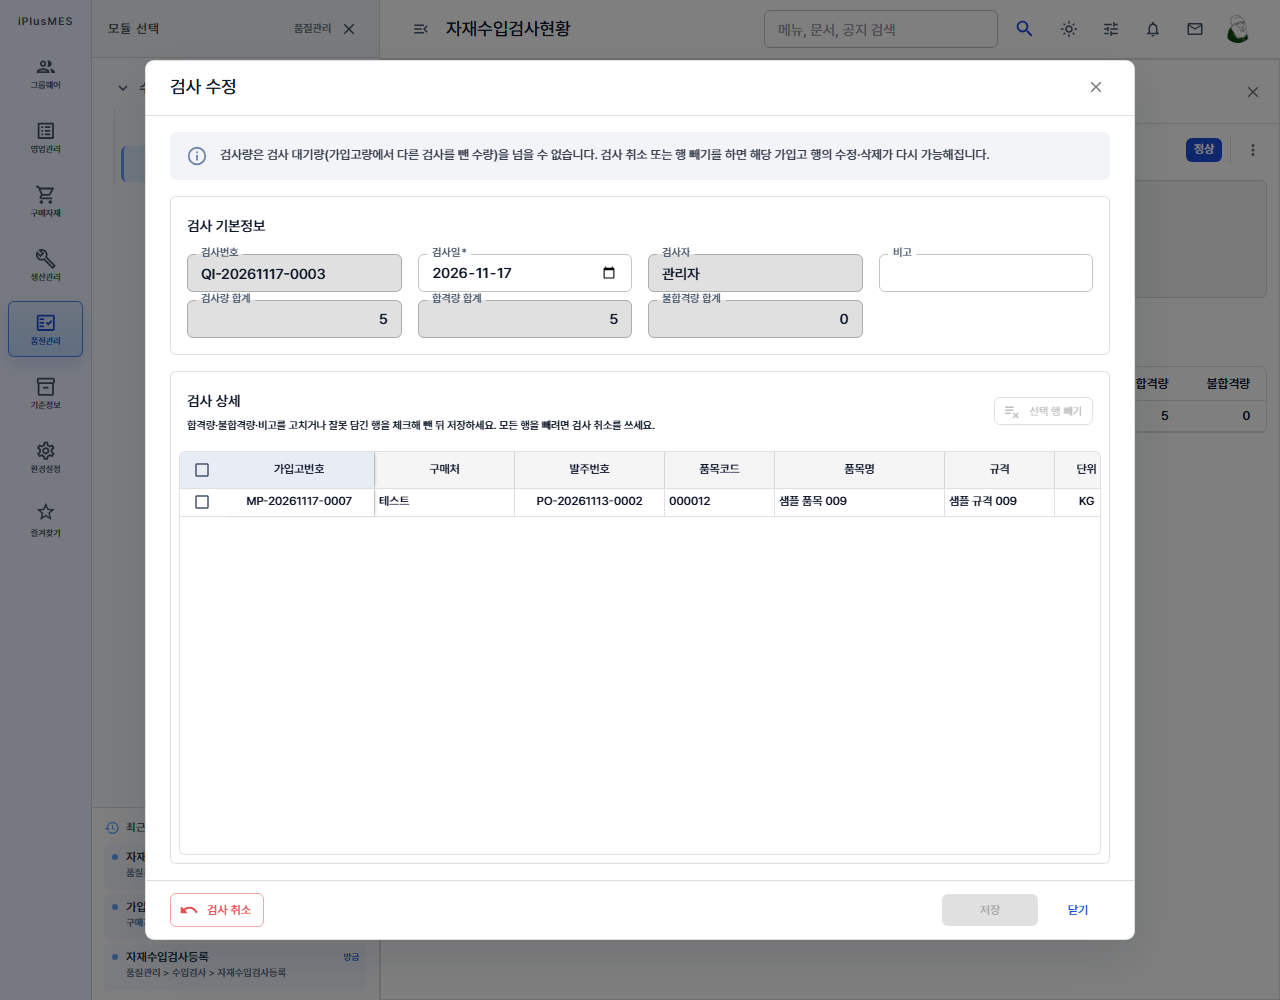 iPlusMES
모듈 선택
품질관리
자재수입검사현황
메뉴, 문서, 공지 검색
그룹웨어
영업관리
구매자재
생산관리
품질관리
기준정보
환경설정
즐겨찾기
정상
합격량
불합격량
5
0
검사 수정
검사량은 검사 대기량(가입고량에서 다른 검사를 뺀 수량)을 넘을 수 없습니다. 검사 취소 또는 행 빼기를 하면 해당 가입고 행의 수정·삭제가 다시 가능해집니다.
검사 기본정보
검사번호
QI-20261117-0003
검사일*
2026-11-17
검사자
관리자
비고
검사량 합계
5
합격량 합계
5
불합격량 합계
0
검사 상세
합격량·불합격량·비고를 고치거나 잘못 담긴 행을 체크해 뺀 뒤 저장하세요. 모든 행을 빼려면 검사 취소를 쓰세요.
선택 행 빼기
가입고번호
구매처
발주번호
품목코드
품목명
규격
단위
MP-20261117-0007
테스트
PO-20261113-0002
000012
샘플 품목 009
샘플 규격 009
KG
검사 취소
저장
닫기
최근
자재
품질
가입
구매
자재수입검사등록
방금
품질관리 > 수입검사 > 자재수입검사등록